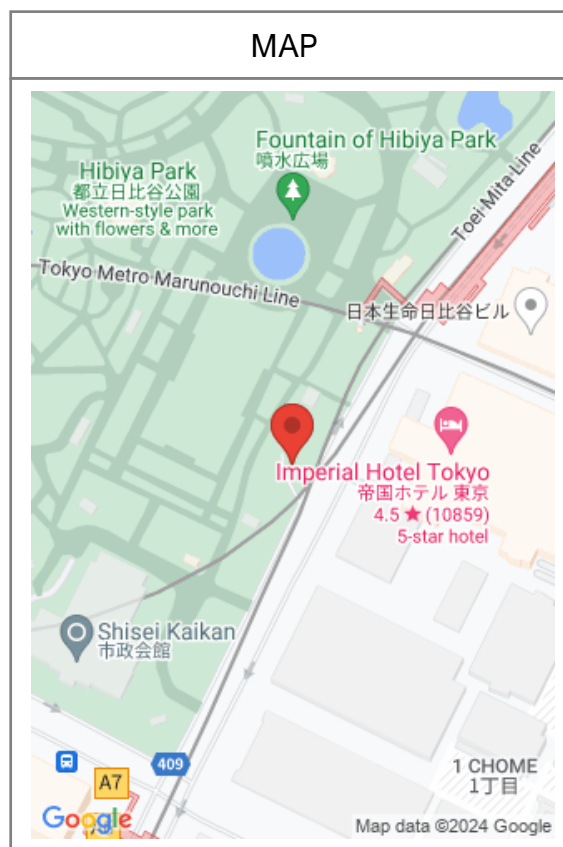 MAP
Fountain of Hibiya Park
噴水広場
Hibiya Park
都立日比谷公園
Western-style park
with flowers & more
Toei Mita Line
Tokyo Metro Marunouchi Line
日本生命日比谷ビル
Imperial Hotel Tokyo
帝国ホテル 東京
4.5 ★ (10859)
5-star hotel
Shisei Kaikan
市政会館
409
1 CHOME
1丁目
A7
Google
Map data ©2024 Google